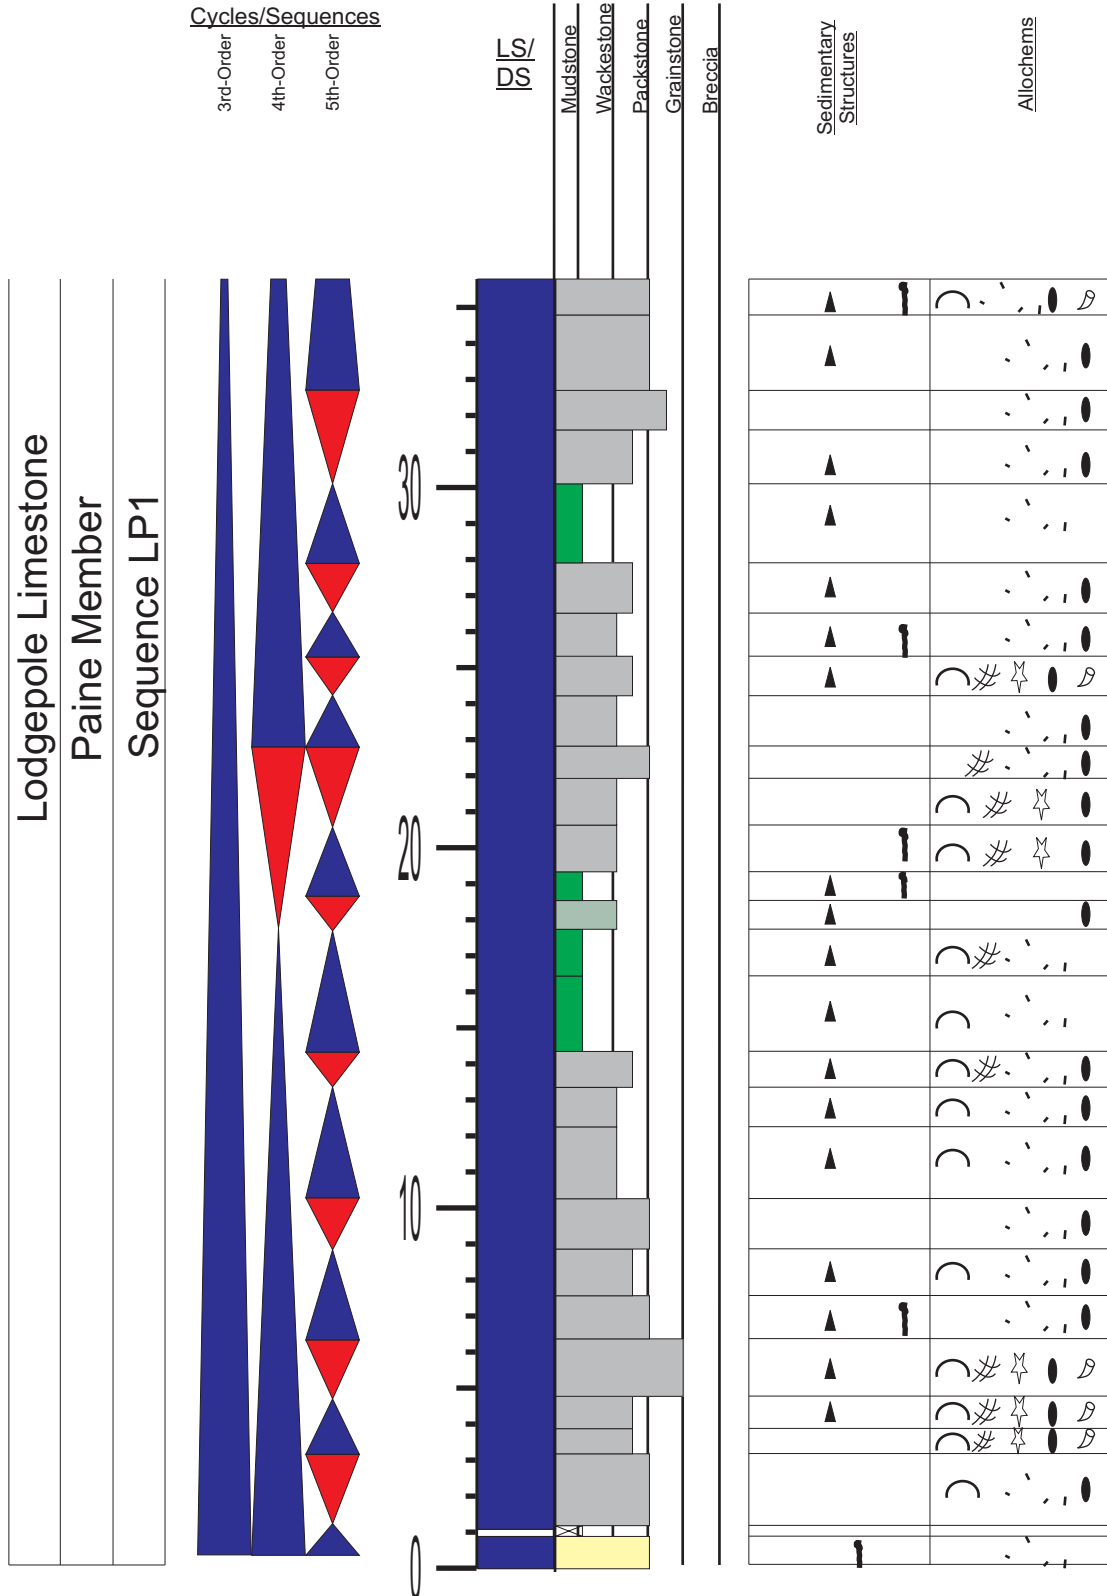 Cycles/Sequences
3rd-Order
4th-Order
5th-Order
LS/
DS
Mudstone
Wackestone
Packstone
Grainstone
Breccia
Sedimentary
Structures
Allochems
Lodgepole Limestone
Paine Member
Sequence LP1
30
20
10
0